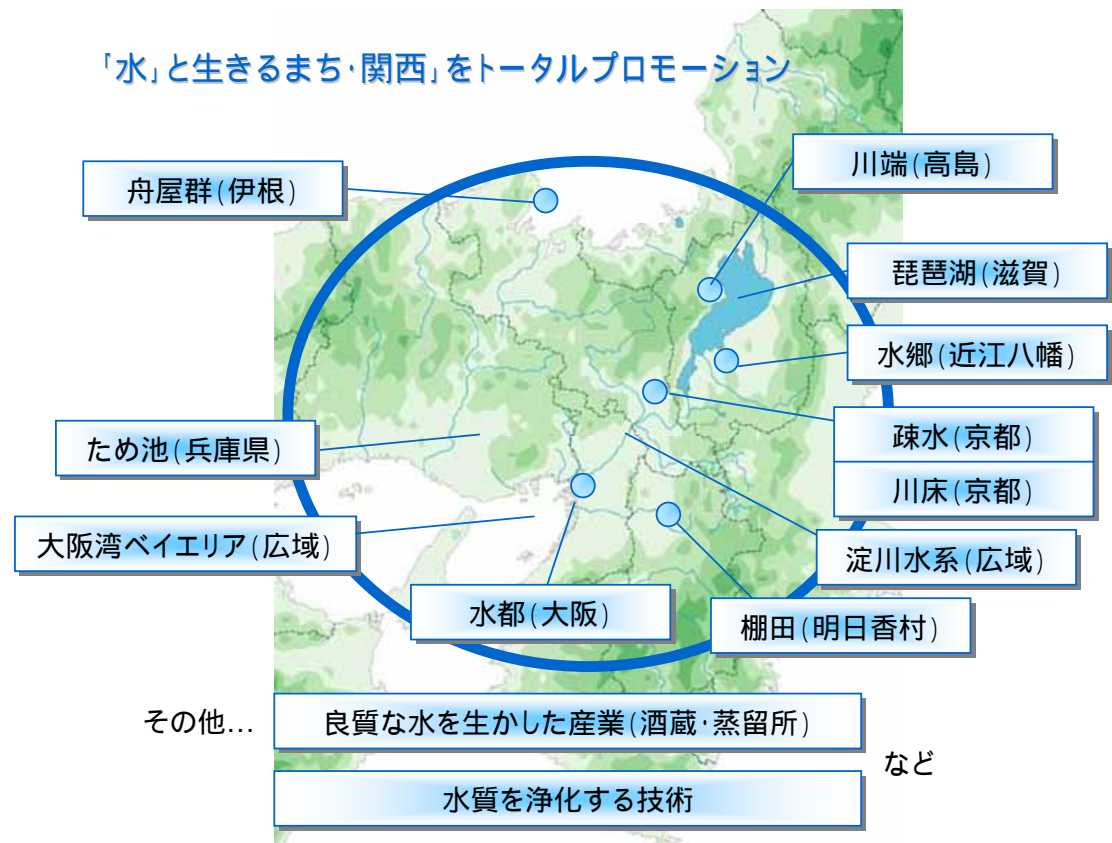 「水」と生きるまち・関西」をトータルプロモーション
川端(高島)
舟屋群(伊根)
琵琶湖(滋賀)
水郷(近江八幡)
ため池(兵庫県)
疎水(京都)
川床(京都)
大阪湾ベイエリア(広域)
淀川水系(広域)
水都(大阪)
棚田(明日香村)
その他…
良質な水を生かした産業(酒蔵・蒸留所)
など
水質を浄化する技術